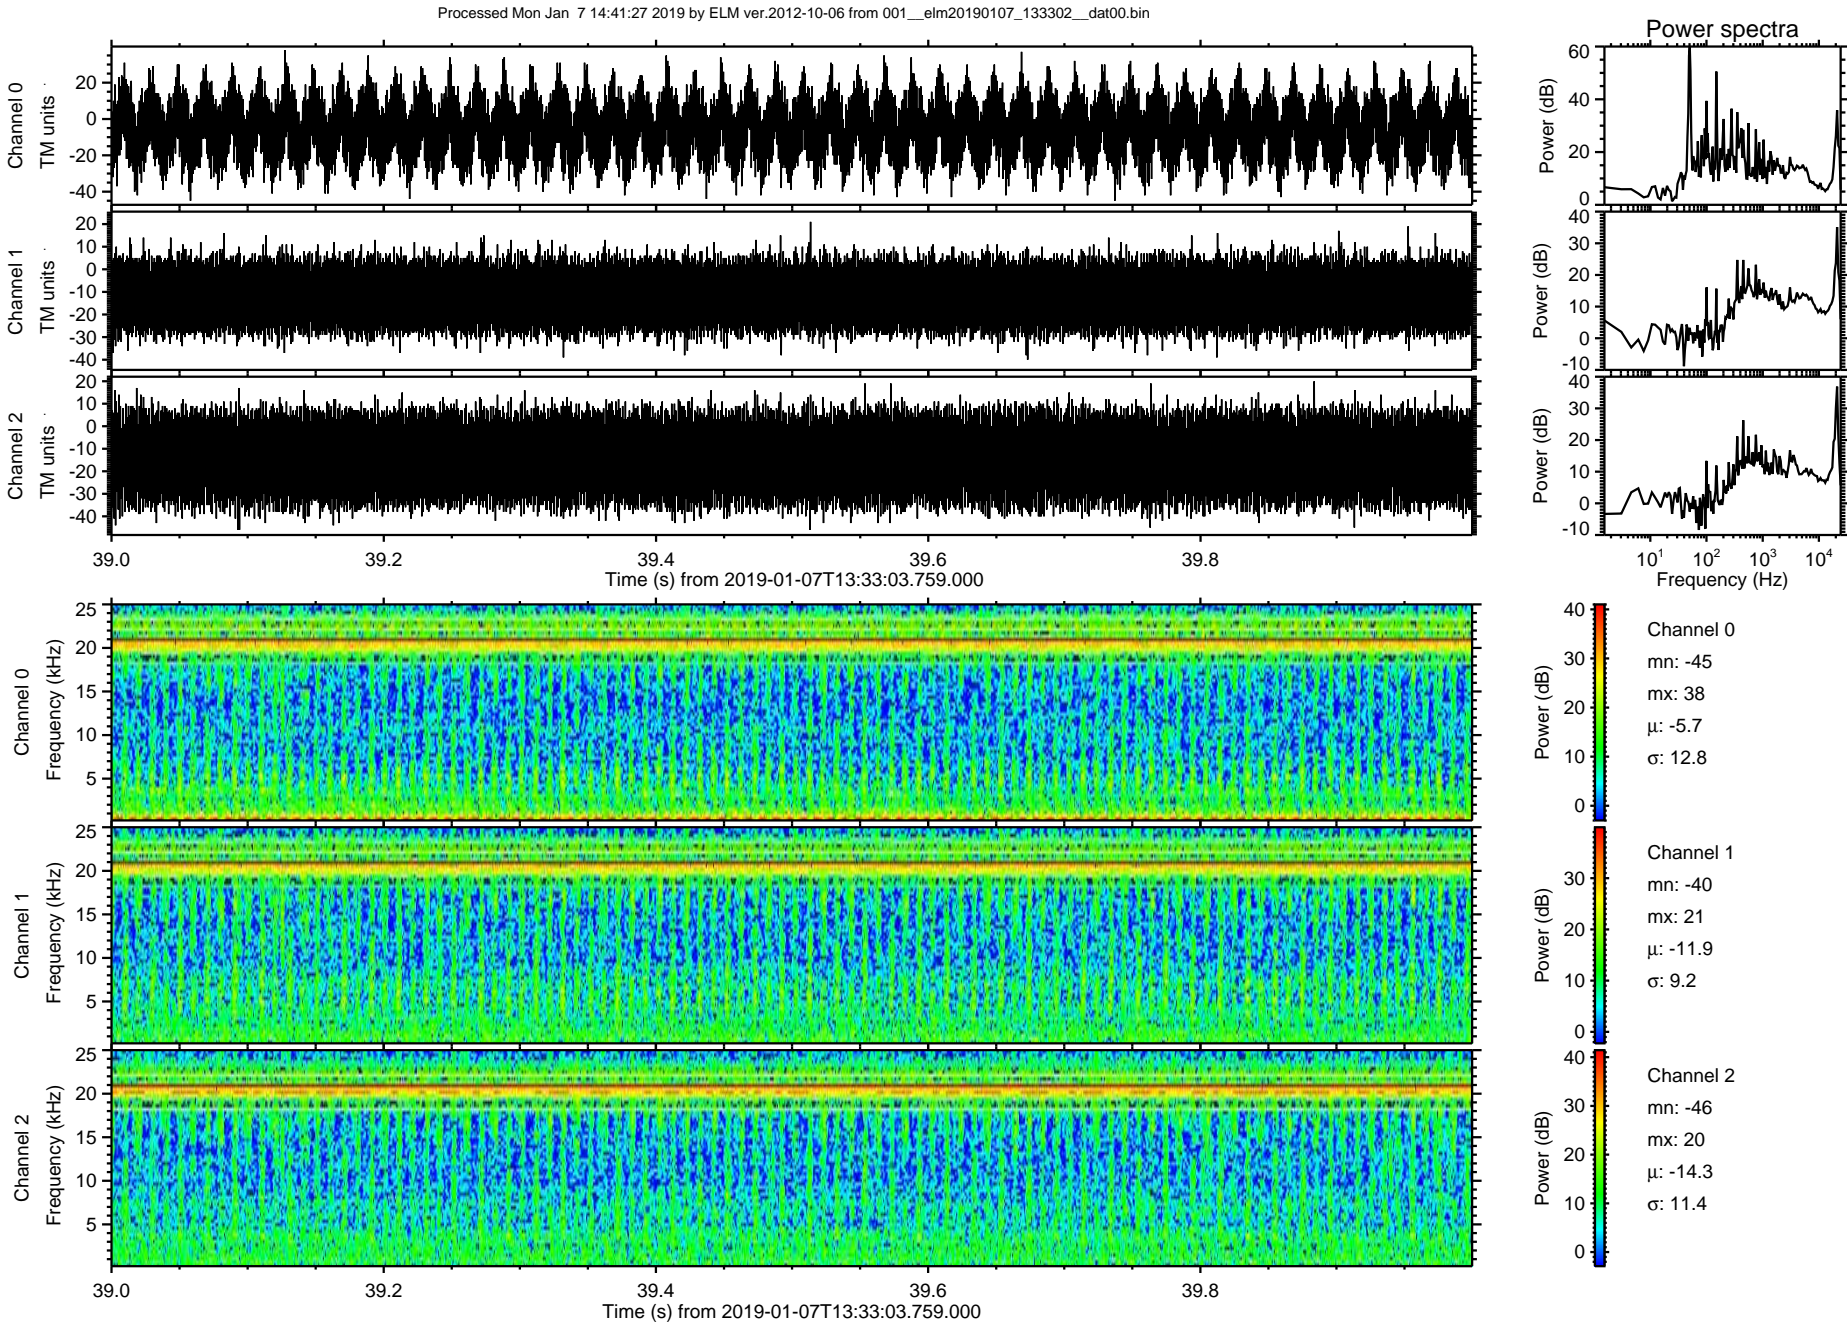 Processed Mon Jan  7 14:41:27 2019 by ELM ver.2012-10-06 from 001__elm20190107_133302__dat00.bin
Power spectra
Channel 0
TM units
20
0
-20
-40
Power (dB)
60
40
20
0
Channel 1
TM units
20
10
0
-10
-20
-30
-40
Power (dB)
40
30
20
10
0
-10
Channel 2
TM units
20
10
0
-10
-20
-30
-40
Power (dB)
40
30
20
10
0
-10
39.0 39.2 39.4 39.6 39.8
Time (s) from 2019-01-07T13:33:03.759.000
10^1 10^2 10^3 10^4
Frequency (Hz)
Channel 0
Frequency (kHz)
25
20
15
10
5
Power (dB)
40
30
20
10
0
Channel 0
mn: -45
mx: 38
μ: -5.7
σ: 12.8
Channel 1
Frequency (kHz)
25
20
15
10
5
Power (dB)
30
20
10
0
Channel 1
mn: -40
mx: 21
μ: -11.9
σ: 9.2
Channel 2
Frequency (kHz)
25
20
15
10
5
Power (dB)
40
30
20
10
0
Channel 2
mn: -46
mx: 20
μ: -14.3
σ: 11.4
39.0 39.2 39.4 39.6 39.8
Time (s) from 2019-01-07T13:33:03.759.000